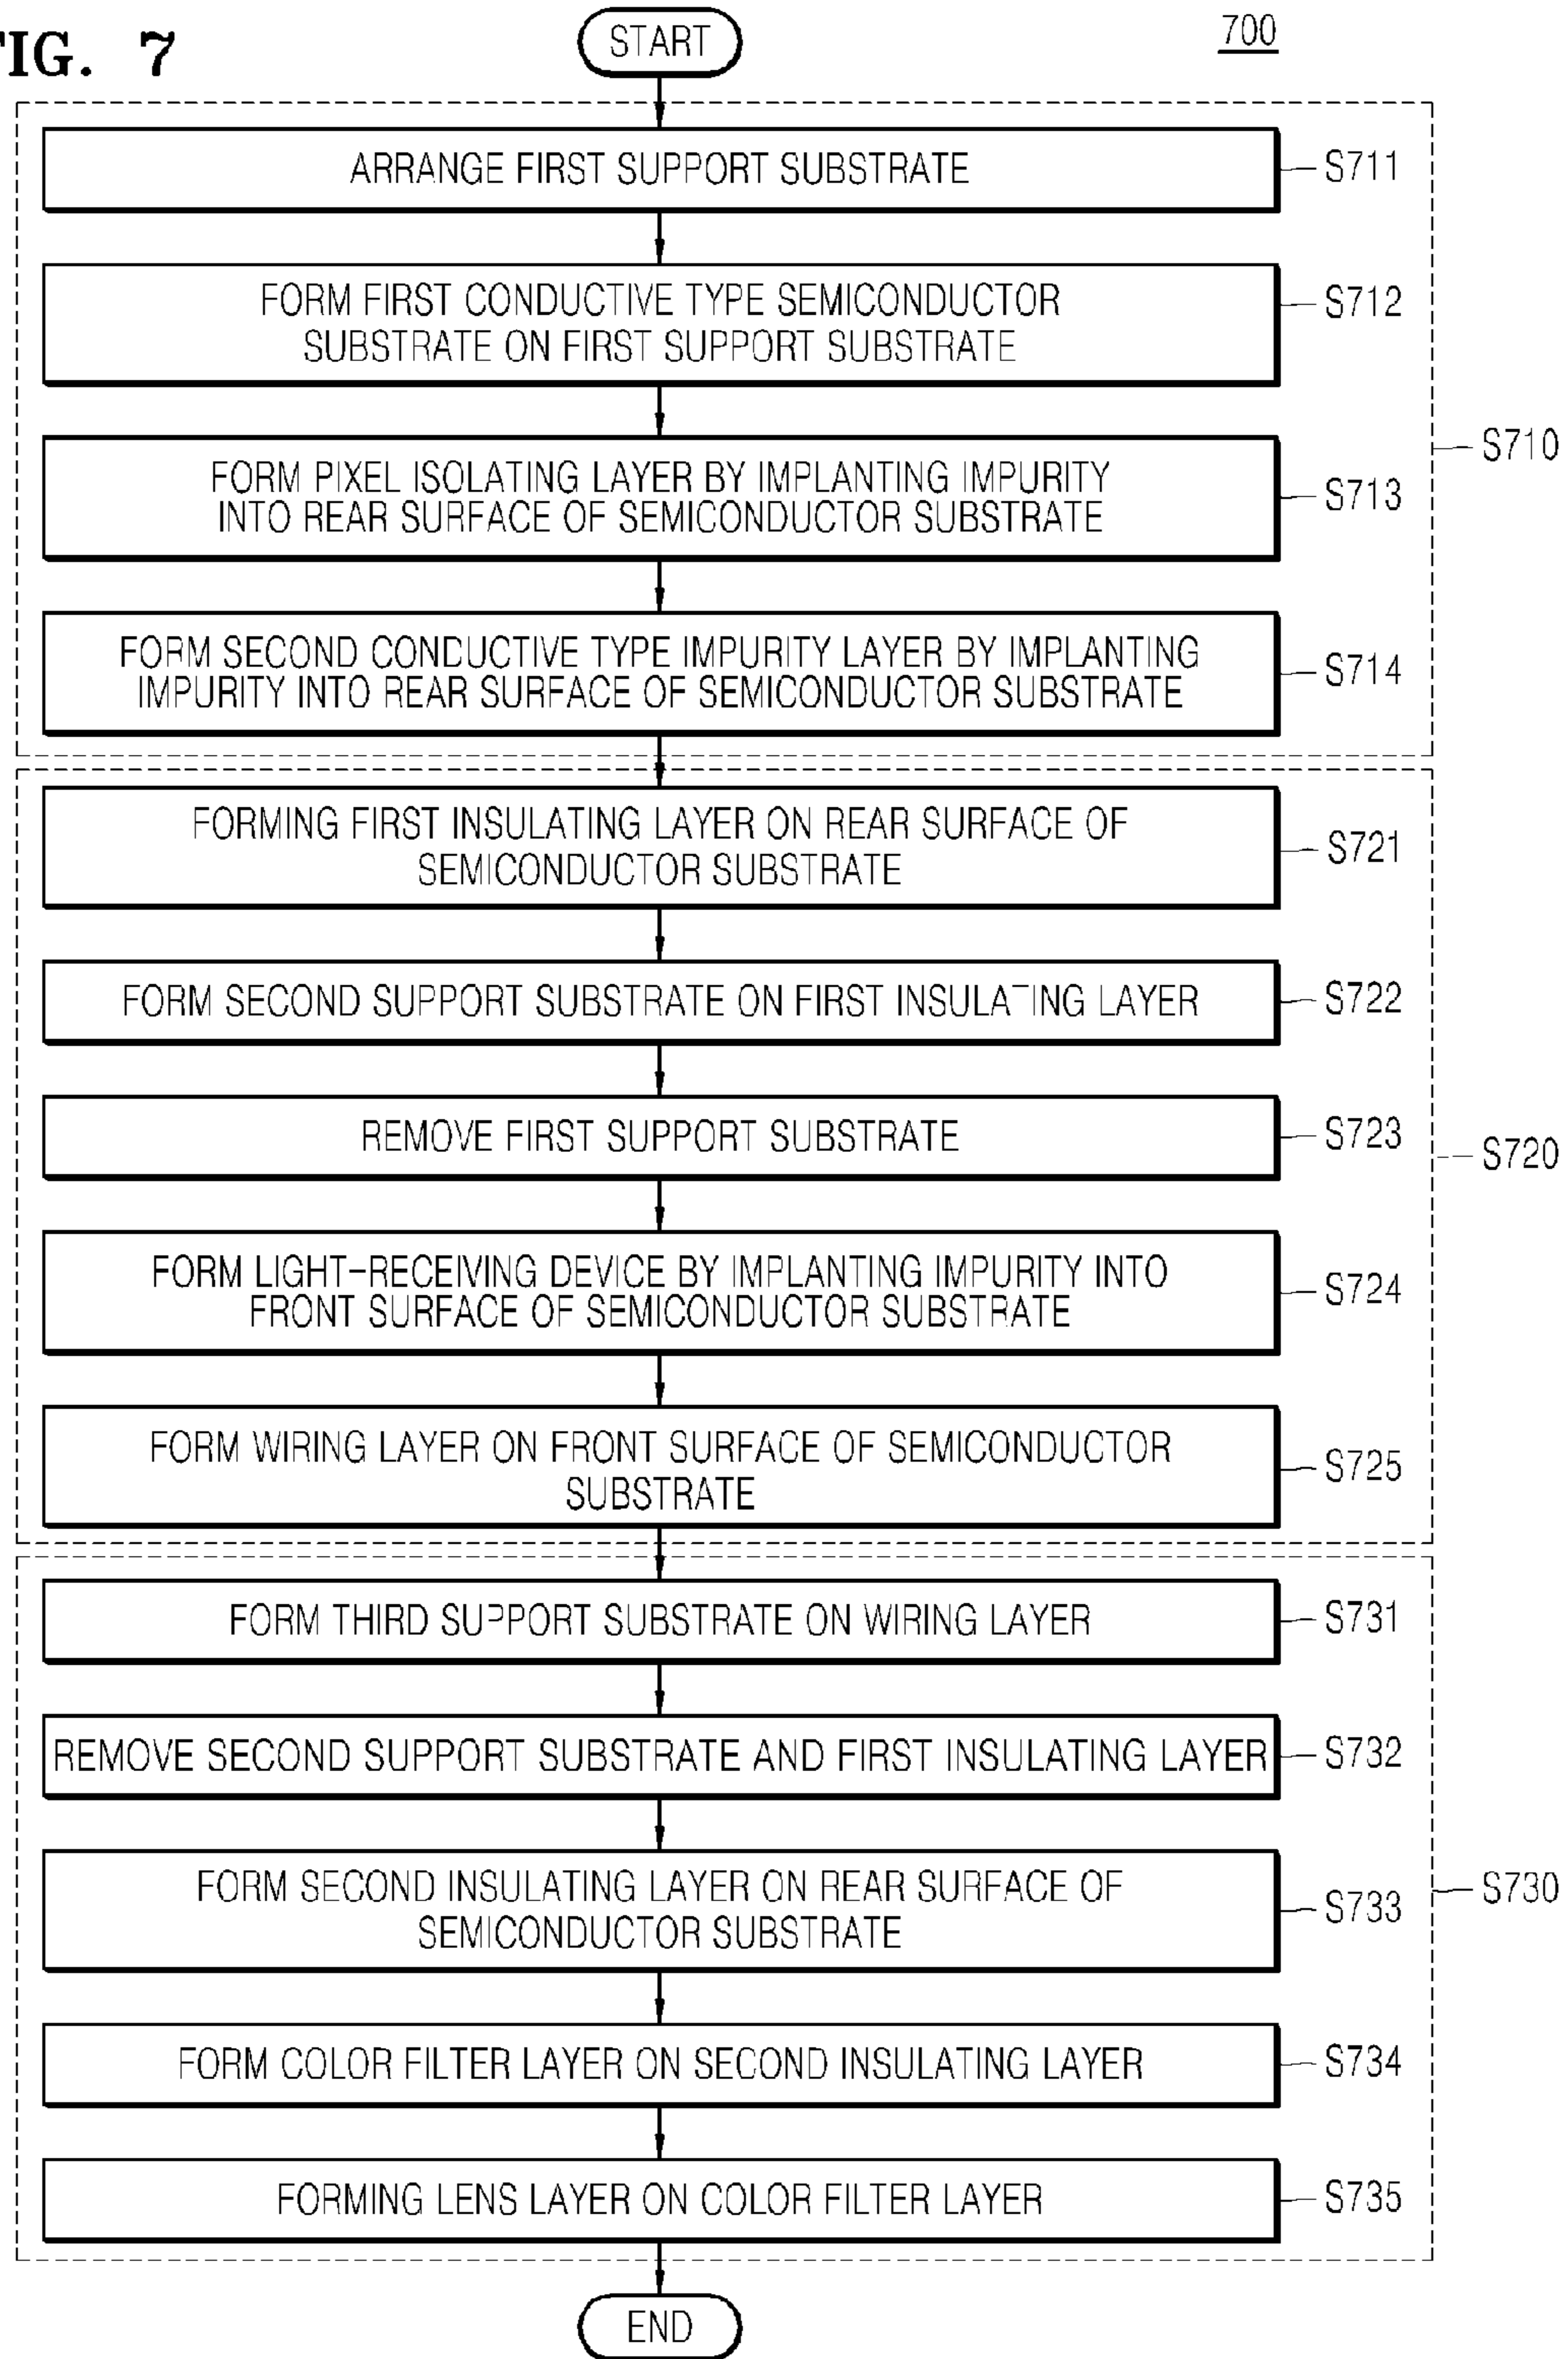 FIG. 7
700
START
ARRANGE FIRST SUPPORT SUBSTRATE
S711
FORM FIRST CONDUCTIVE TYPE SEMICONDUCTOR
SUBSTRATE ON FIRST SUPPORT SUBSTRATE
S712
FORM PIXEL ISOLATING LAYER BY IMPLANTING IMPURITY
INTO REAR SURFACE OF SEMICONDUCTOR SUBSTRATE
S713
S710
FORM SECOND CONDUCTIVE TYPE IMPURITY LAYER BY IMPLANTING
IMPURITY INTO REAR SURFACE OF SEMICONDUCTOR SUBSTRATE
S714
FORMING FIRST INSULATING LAYER ON REAR SURFACE OF
SEMICONDUCTOR SUBSTRATE
S721
FORM SECOND SUPPORT SUBSTRATE ON FIRST INSULATING LAYER
S722
REMOVE FIRST SUPPORT SUBSTRATE
S723
S720
FORM LIGHT-RECEIVING DEVICE BY IMPLANTING IMPURITY INTO
FRONT SURFACE OF SEMICONDUCTOR SUBSTRATE
S724
FORM WIRING LAYER ON FRONT SURFACE OF SEMICONDUCTOR
SUBSTRATE
S725
FORM THIRD SUPPORT SUBSTRATE ON WIRING LAYER
S731
REMOVE SECOND SUPPORT SUBSTRATE AND FIRST INSULATING LAYER
S732
FORM SECOND INSULATING LAYER ON REAR SURFACE OF
SEMICONDUCTOR SUBSTRATE
S733
S730
FORM COLOR FILTER LAYER ON SECOND INSULATING LAYER
S734
FORMING LENS LAYER ON COLOR FILTER LAYER
S735
END